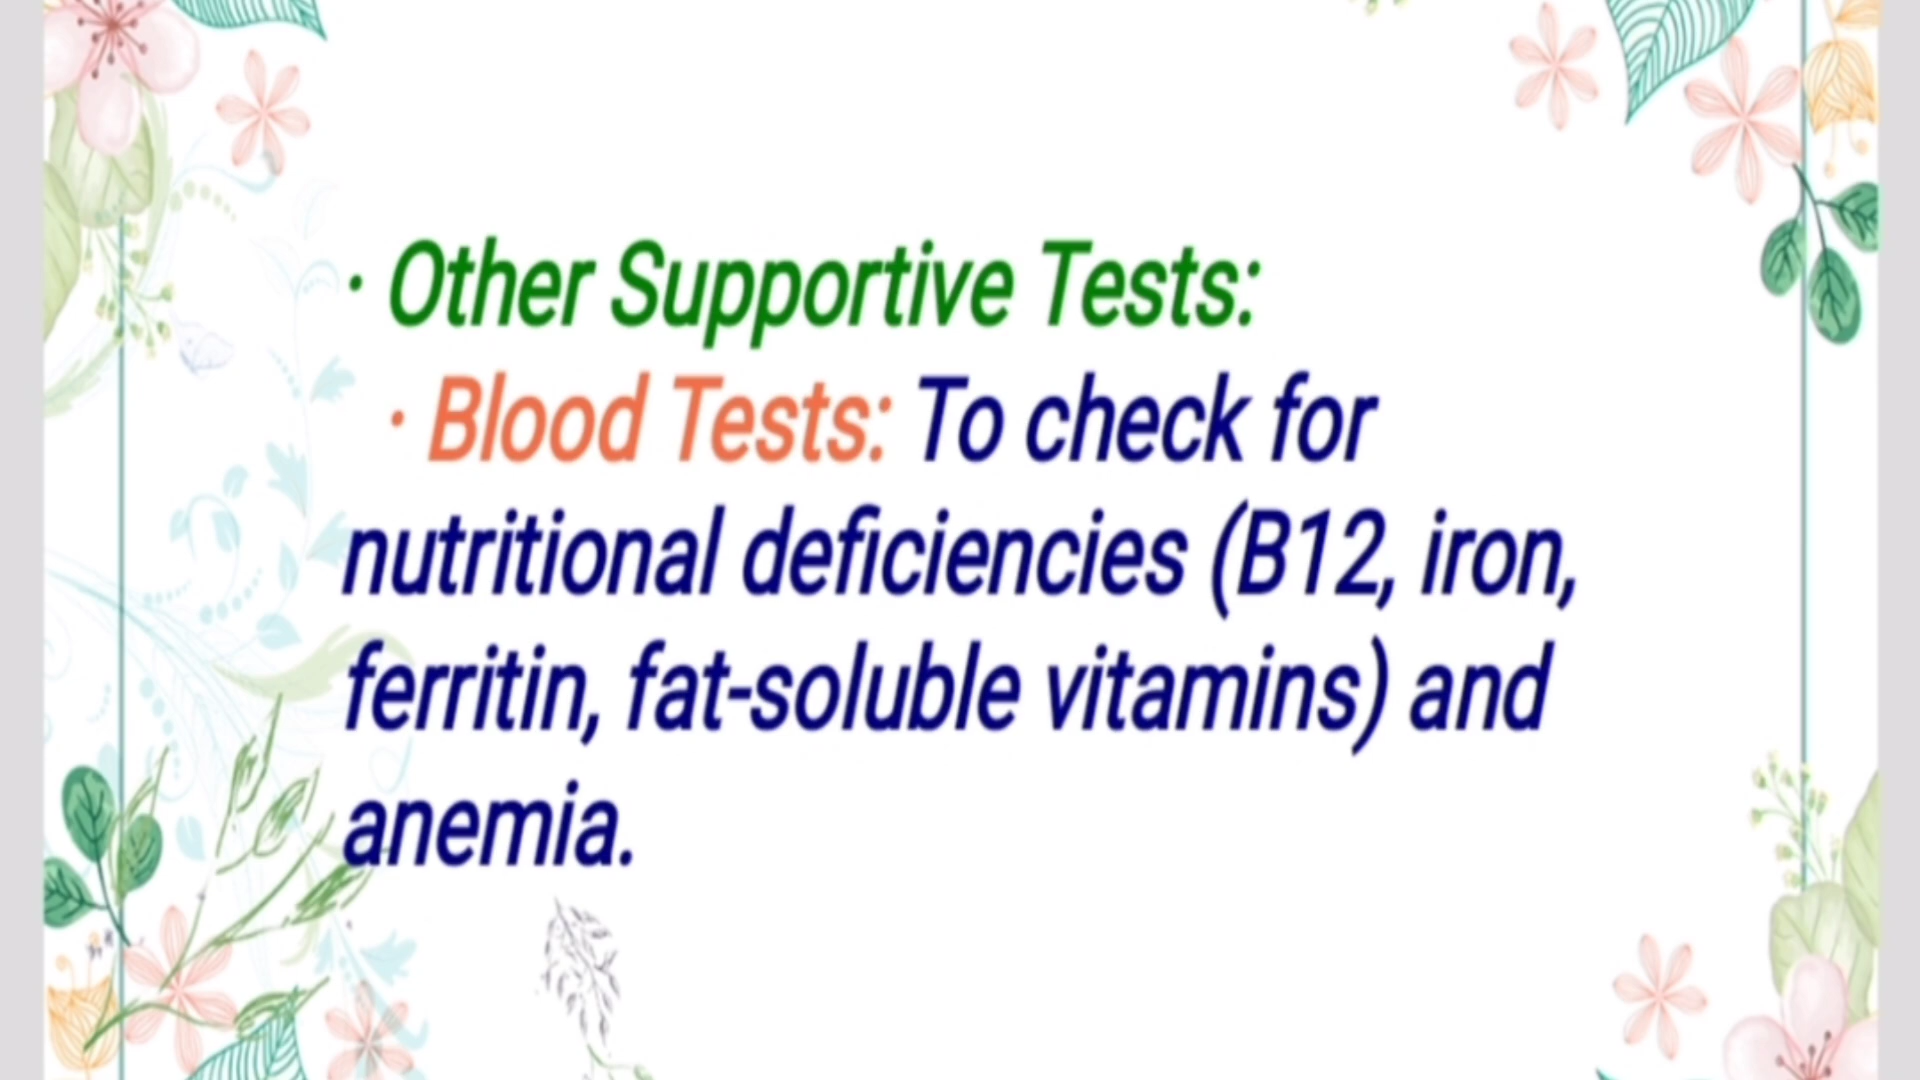 · Other Supportive Tests:
· Blood Tests: To check for
nutritional deficiencies (B12, iron,
ferritin, fat-soluble vitamins) and
anemia.